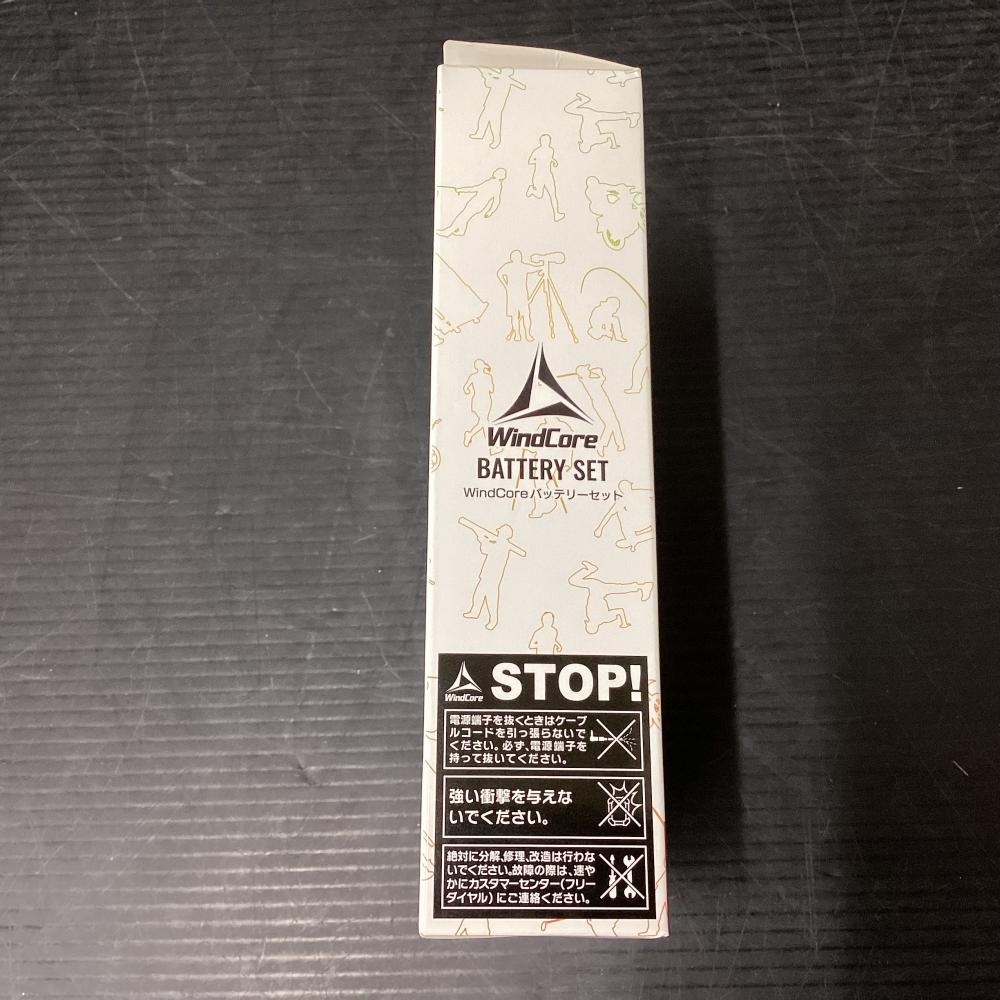 WindCore
BATTERY SET
WindCoreバッテリーセット
WindCore
STOP!
電源端子を抜くときはケーブ
ルコードを引っ張らないで
ください。必ず、電源端子を
持って抜いてください。
強い衝撃を与えな
いでください。
絶対に分解、修理、改造は行わな
いでください。故障の際は、速や
かにカスタマーセンター(フリー
ダイヤル)にご連絡ください。